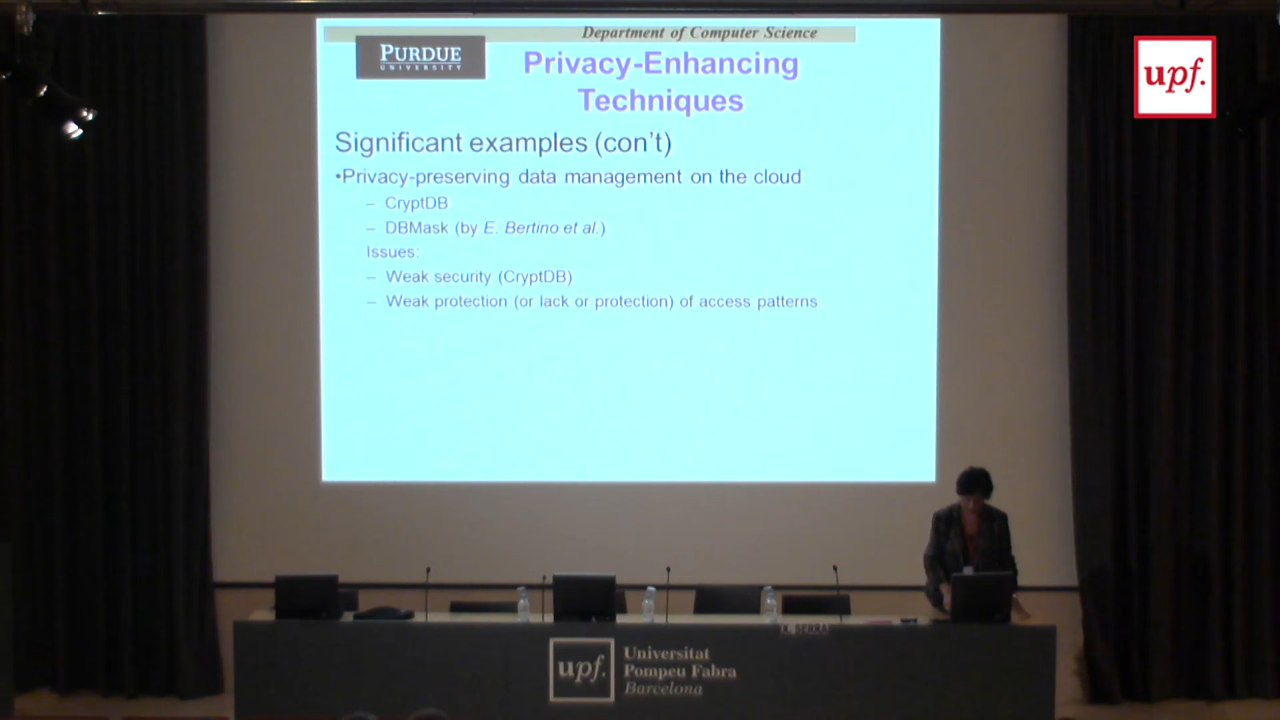 Department of Computer Science
PURDUE
UNIVERSITY
Privacy-Enhancing
Techniques
Significant examples (con't)
•Privacy-preserving data management on the cloud
– CryptDB
– DBMask (by E. Bertino et al.)
Issues:
– Weak security (CryptDB)
– Weak protection (or lack or protection) of access patterns
upf.
X. SERRA
upf.
Universitat
Pompeu Fabra
Barcelona